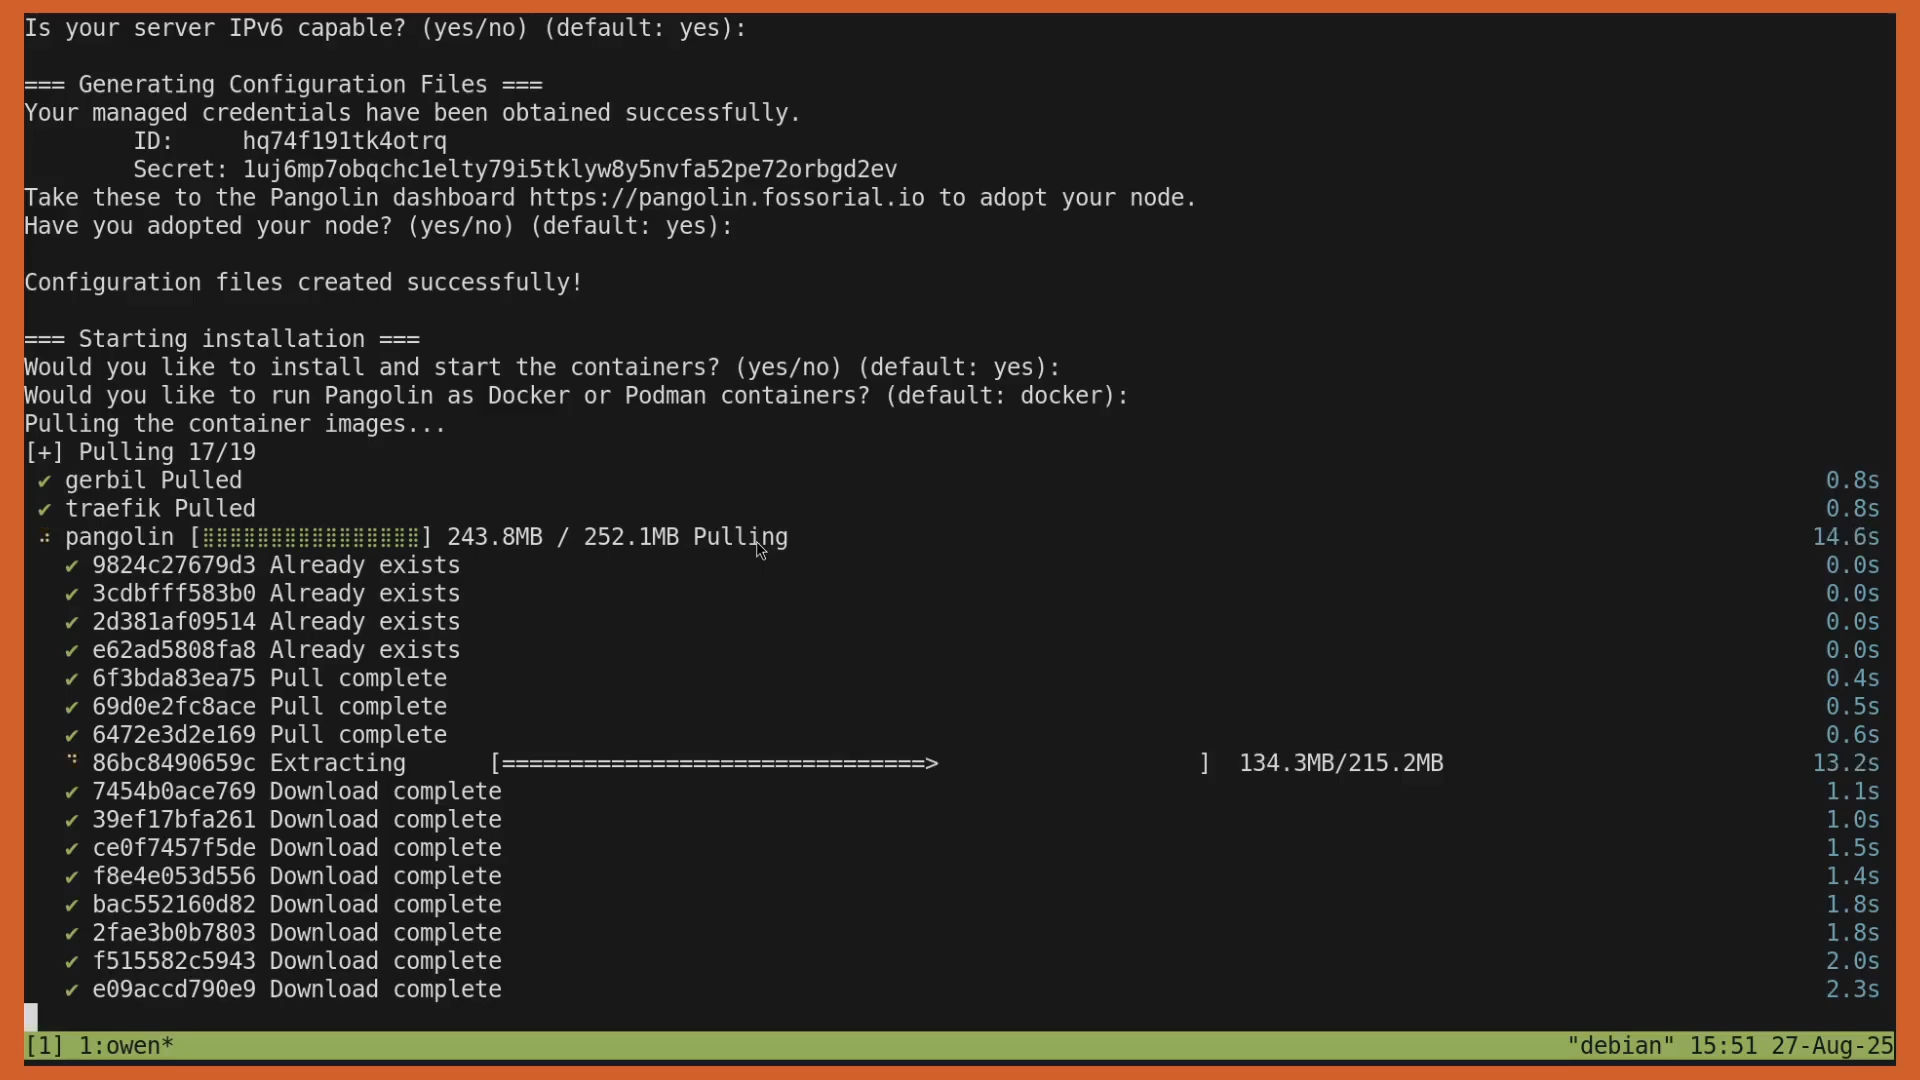 Is your server IPv6 capable? (yes/no) (default: yes):
=== Generating Configuration Files ===
Your managed credentials have been obtained successfully.
ID: hq74f191tk4otrq
Secret: 1uj6mp7obqchc1elty79i5tklyw8y5nvfa52pe72orbgd2ev
Take these to the Pangolin dashboard https://pangolin.fossorial.io to adopt your node.
Have you adopted your node? (yes/no) (default: yes):
Configuration files created successfully!
=== Starting installation ===
Would you like to install and start the containers? (yes/no) (default: yes):
Would you like to run Pangolin as Docker or Podman containers? (default: docker):
Pulling the container images...
[+] Pulling 17/19
✔ gerbil Pulled 0.8s
✔ traefik Pulled 0.8s
pangolin [⣿⣿⣿⣿⣿⣿⣿⣿⣿⣿⣿⣿⣿⣿⣿⣿] 243.8MB / 252.1MB Pulling 14.6s
✔ 9824c27679d3 Already exists 0.0s
✔ 3cdbfff583b0 Already exists 0.0s
✔ 2d381af09514 Already exists 0.0s
✔ e62ad5808fa8 Already exists 0.0s
✔ 6f3bda83ea75 Pull complete 0.4s
✔ 69d0e2fc8ace Pull complete 0.5s
✔ 6472e3d2e169 Pull complete 0.6s
86bc8490659c Extracting [===============================> ] 134.3MB/215.2MB 13.2s
✔ 7454b0ace769 Download complete 1.1s
✔ 39ef17bfa261 Download complete 1.0s
✔ ce0f7457f5de Download complete 1.5s
✔ f8e4e053d556 Download complete 1.4s
✔ bac552160d82 Download complete 1.8s
✔ 2fae3b0b7803 Download complete 1.8s
✔ f515582c5943 Download complete 2.0s
✔ e09accd790e9 Download complete 2.3s
[1] 1:owen* "debian" 15:51 27-Aug-25